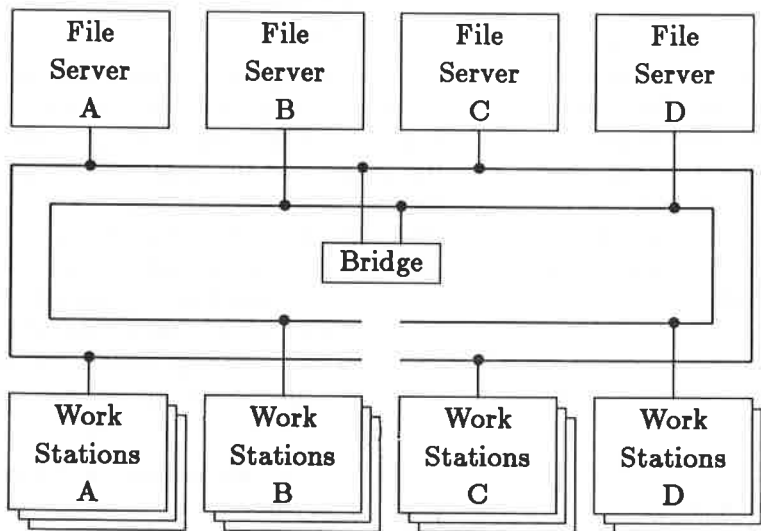 File
Server
A
File
Server
B
File
Server
C
File
Server
D
Bridge
Work
Stations
A
Work
Stations
B
Work
Stations
C
Work
Stations
D